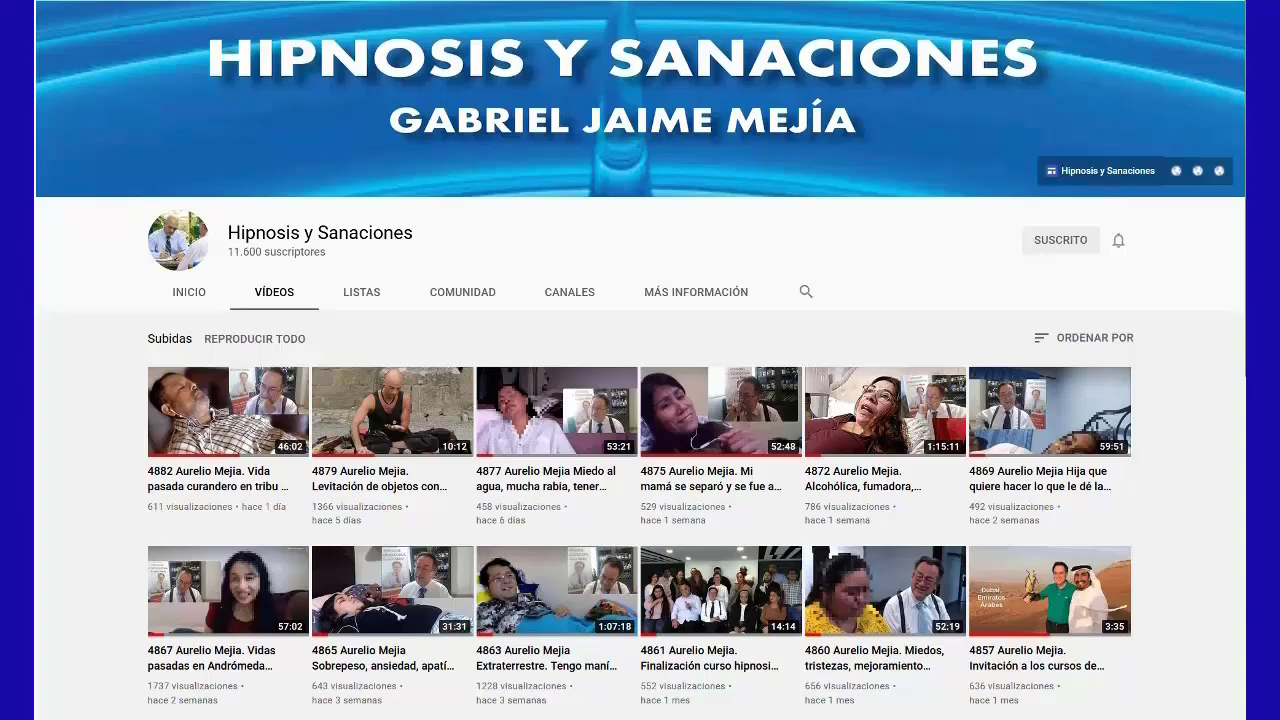 HIPNOSIS Y SANACIONES
GABRIEL JAIME MEJÍA
Hipnosis y Sanaciones
Hipnosis y Sanaciones
11.600 suscriptores
SUSCRITO
INICIO VÍDEOS LISTAS COMUNIDAD CANALES MÁS INFORMACIÓN
Subidas REPRODUCIR TODO
ORDENAR POR
46:02
4882 Aurelio Mejia. Vida
pasada curandero en tribu ...
611 visualizaciones • hace 1 día
10:12
4879 Aurelio Mejia.
Levitación de objetos con...
1366 visualizaciones •
hace 5 días
53:21
4877 Aurelio Mejia Miedo al
agua, mucha rabia, tener...
458 visualizaciones •
hace 6 días
52:48
4875 Aurelio Mejia. Mi
mamá se separó y se fue a...
529 visualizaciones •
hace 1 semana
1:15:11
4872 Aurelio Mejia.
Alcohólica, fumadora,...
786 visualizaciones •
hace 1 semana
59:51
4869 Aurelio Mejia Hija que
quiere hacer lo que le dé la...
492 visualizaciones •
hace 2 semanas
57:02
4867 Aurelio Mejia. Vidas
pasadas en Andrómeda...
1737 visualizaciones •
hace 2 semanas
31:31
4865 Aurelio Mejia
Sobrepeso, ansiedad, apatí...
643 visualizaciones •
hace 3 semanas
1:07:18
4863 Aurelio Mejia
Extraterrestre. Tengo maní...
1228 visualizaciones •
hace 3 semanas
14:14
4861 Aurelio Mejia.
Finalización curso hipnosi...
552 visualizaciones •
hace 1 mes
52:19
4860 Aurelio Mejia. Miedos,
tristezas, mejoramiento...
656 visualizaciones •
hace 1 mes
Dubai,
Emiratos
Arabes
3:35
4857 Aurelio Mejia.
Invitación a los cursos de...
636 visualizaciones •
hace 1 mes